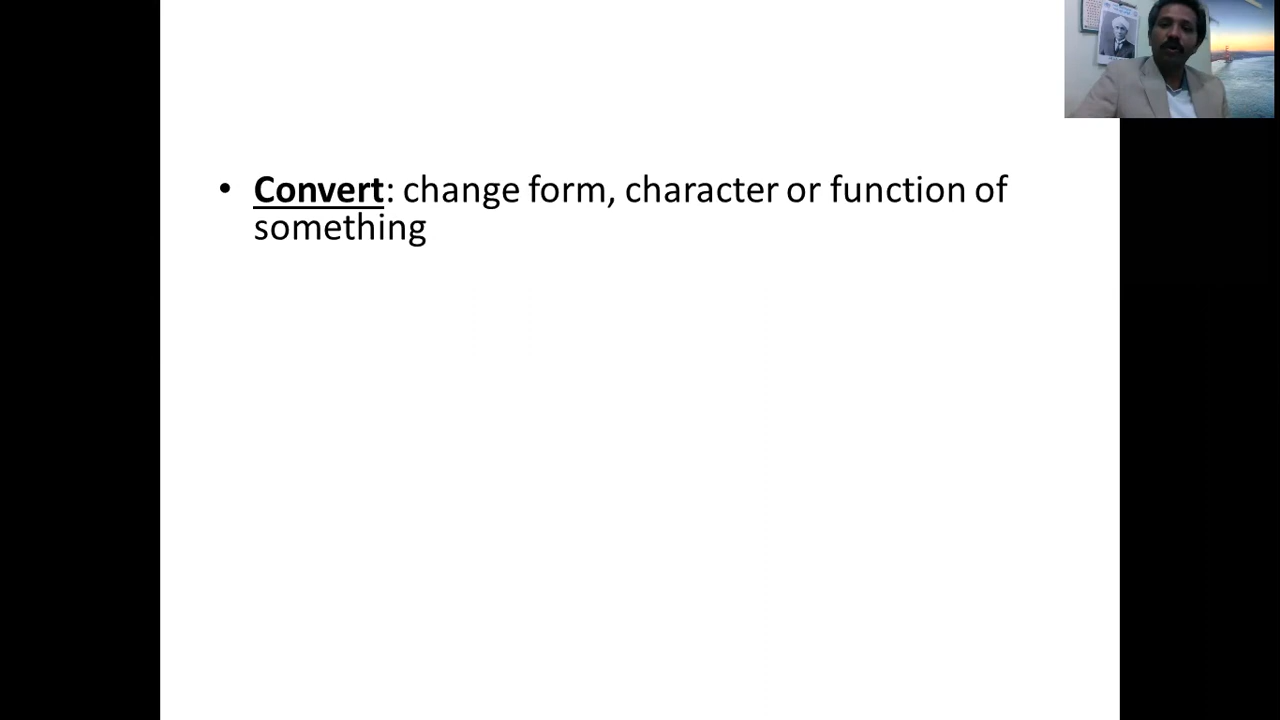 • Convert: change form, character or function of
something